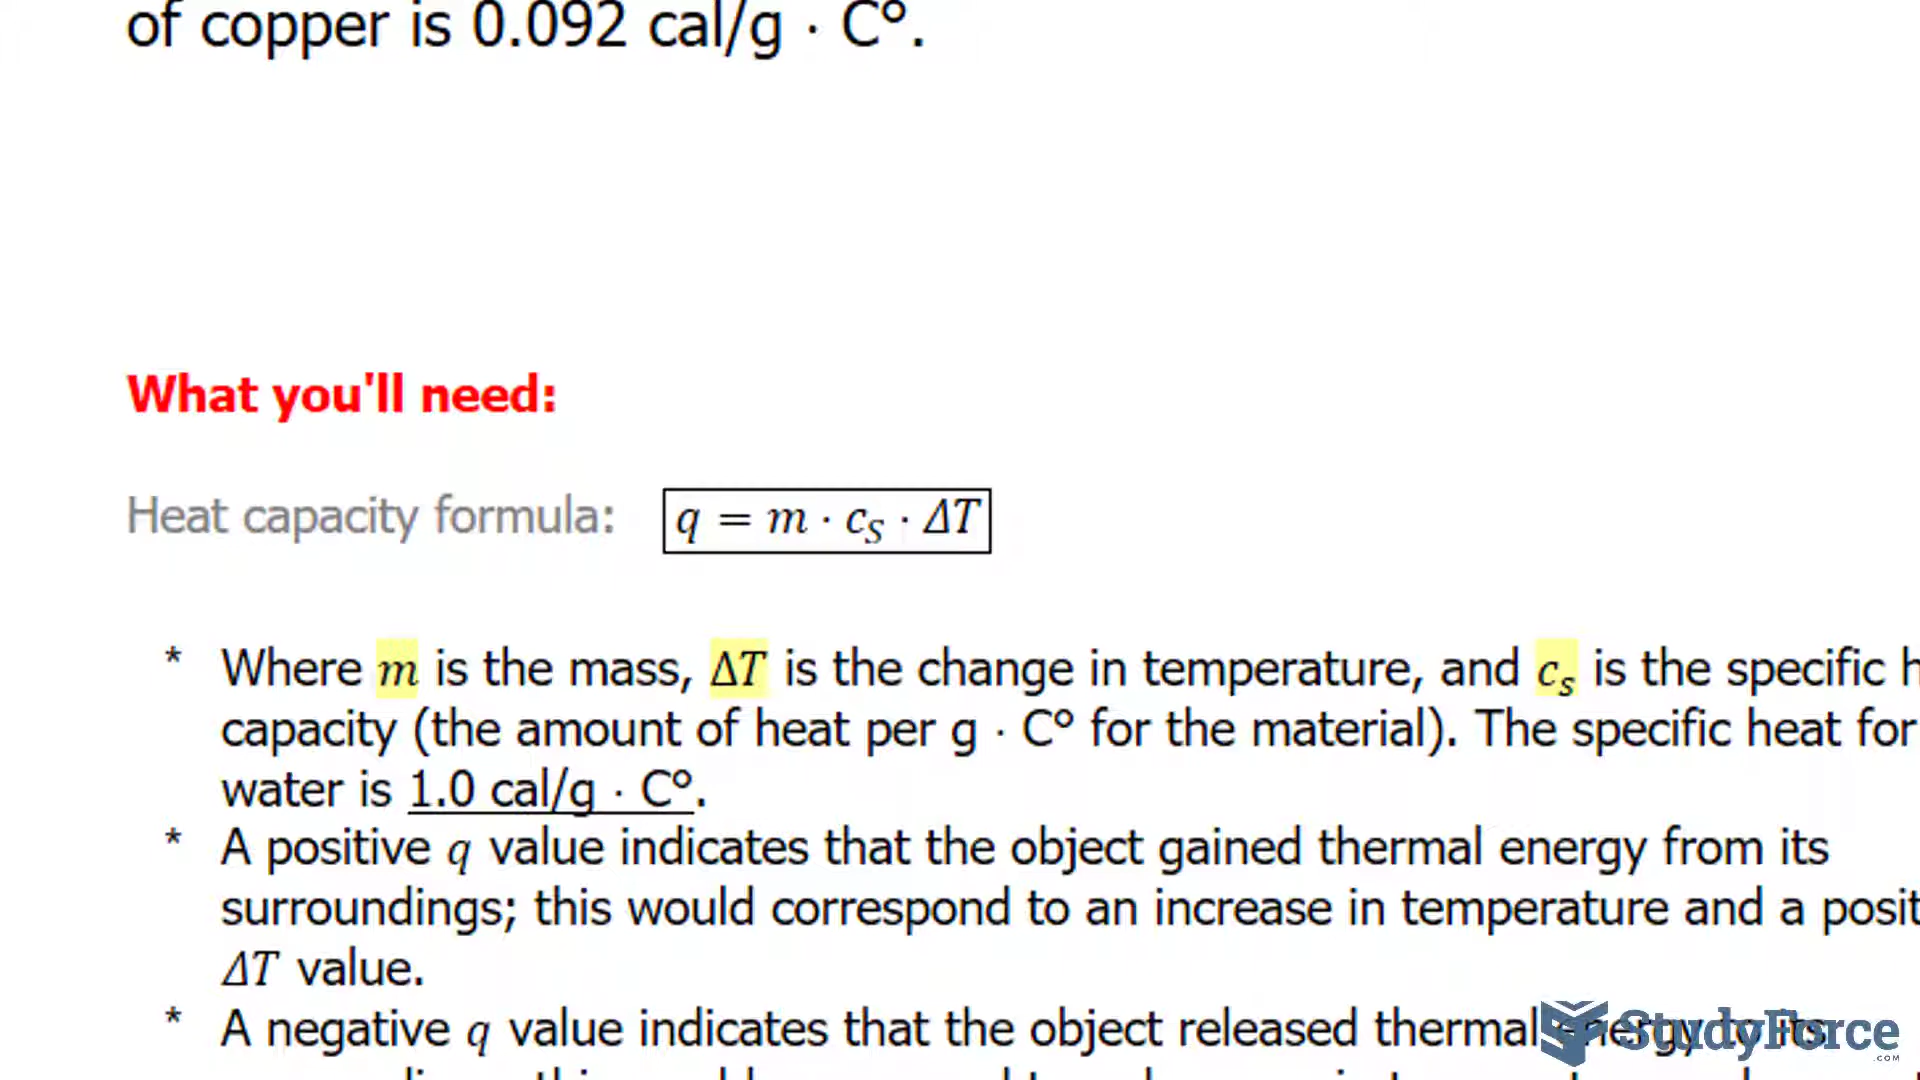 of copper is 0.092 cal/g · C°.
What you'll need:
Heat capacity formula: q = m · cS · ΔT
* Where m is the mass, ΔT is the change in temperature, and cs is the specific h
capacity (the amount of heat per g · C° for the material). The specific heat for
water is 1.0 cal/g · C°.
* A positive q value indicates that the object gained thermal energy from its
surroundings; this would correspond to an increase in temperature and a posit
ΔT value.
* A negative q value indicates that the object released thermal energy to its
StudyForce
.COM